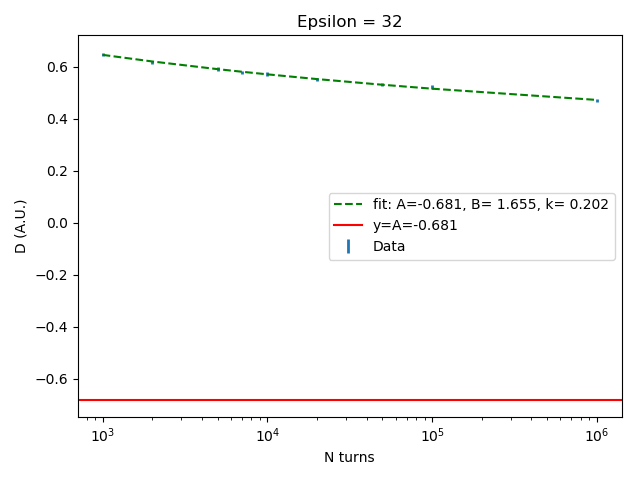 Epsilon = 32
D (A.U.)
0.6
0.4
0.2
0.0
−0.2
−0.4
−0.6
fit: A=-0.681, B= 1.655, k= 0.202
y=A=-0.681
Data
10³ 10⁴ 10⁵ 10⁶
N turns